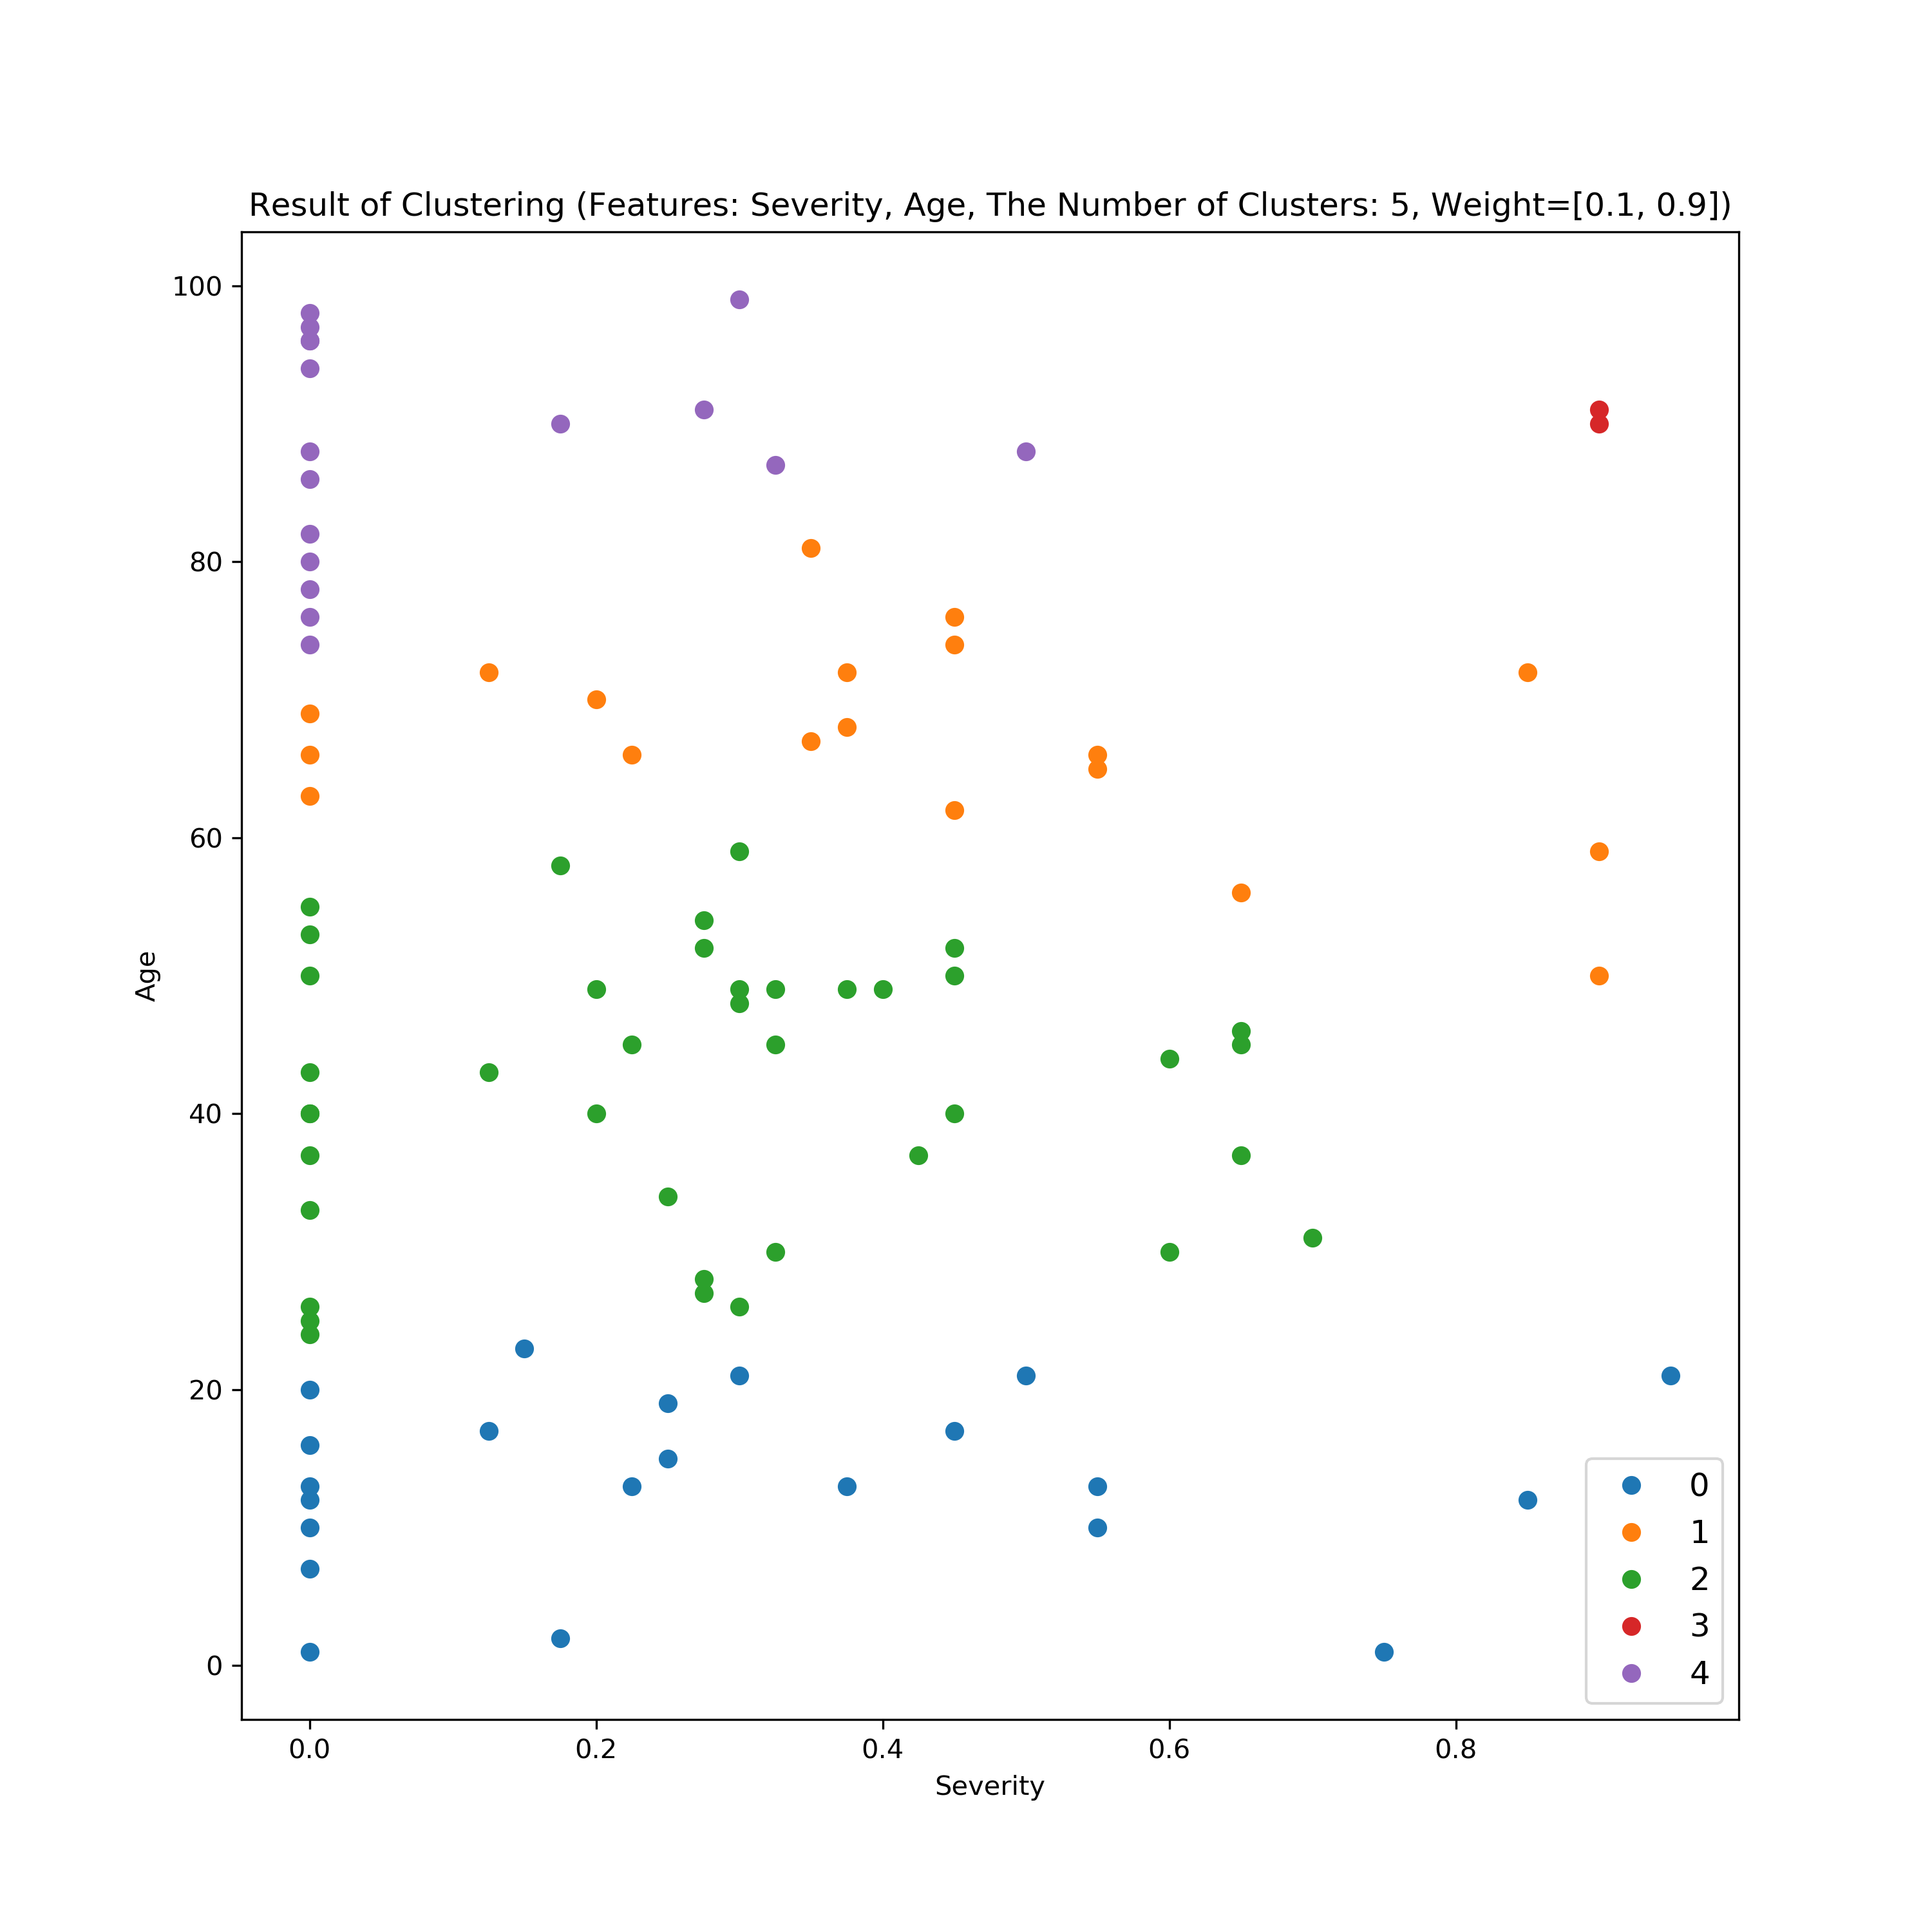 Result of Clustering (Features: Severity, Age, The Number of Clusters: 5, Weight=[0.1, 0.9])
100
80
60
40
20
0
Age
0.0 0.2 0.4 0.6 0.8
Severity
0
1
2
3
4